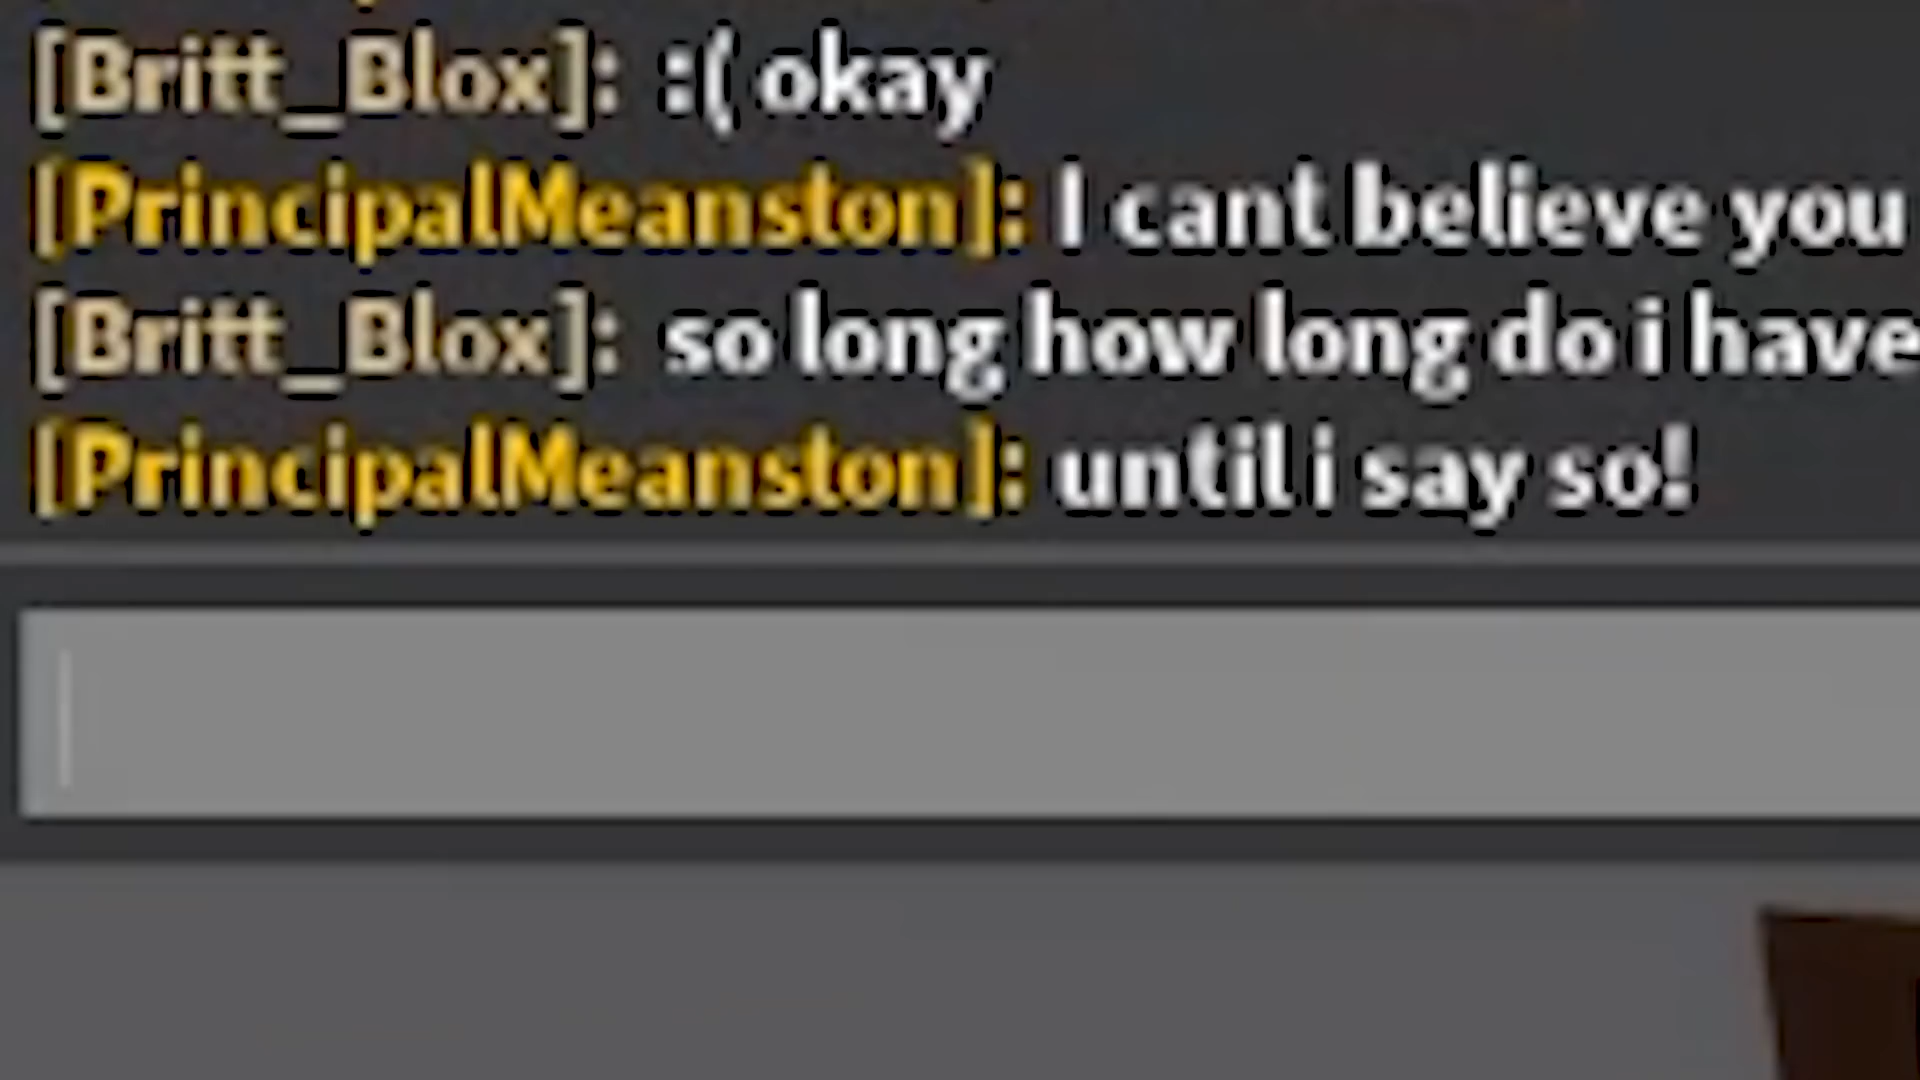 [Britt_Blox]: :( okay
[PrincipalMeanston]: I cant believe you
[Britt_Blox]: so long how long do i have
[PrincipalMeanston]: until i say so!